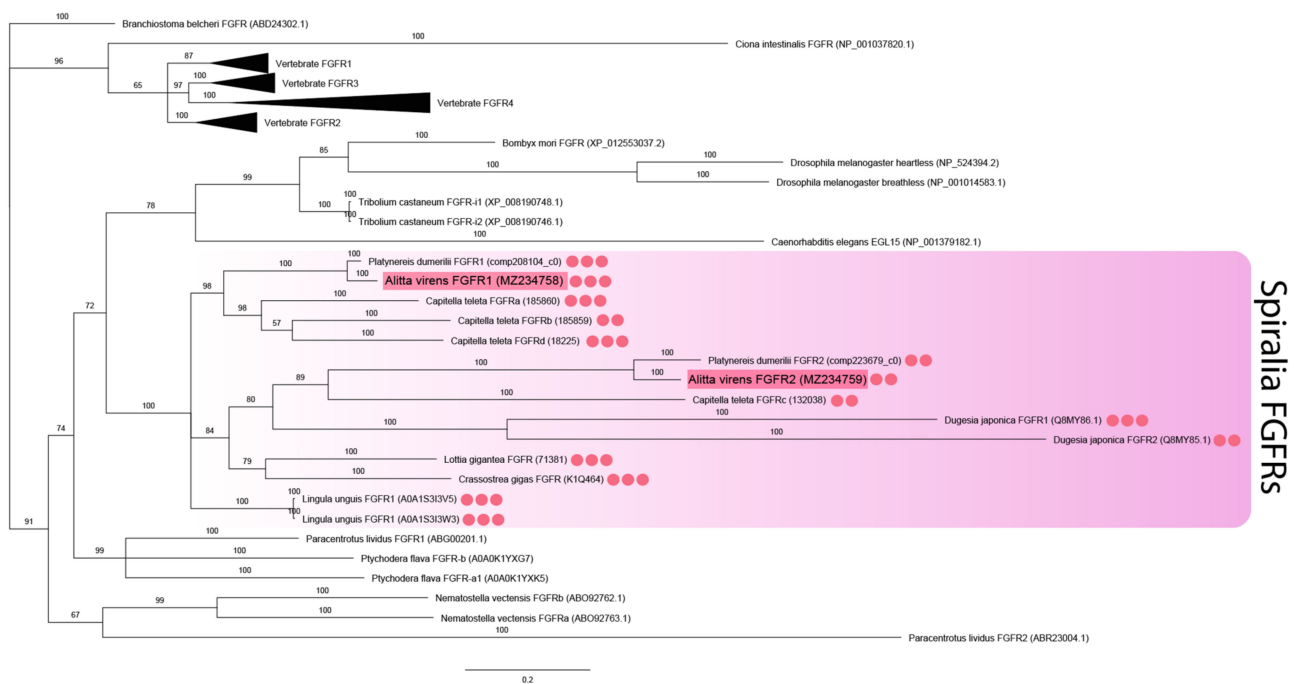 100
Branchiostoma belcheri FGFR (ABD24302.1)
100
Ciona intestinalis FGFR (NP_001037820.1)
96
87
Vertebrate FGFR1
100
Vertebrate FGFR3
65
97
100
Vertebrate FGFR4
100
Vertebrate FGFR2
100
Bombyx mori FGFR (XP_012553037.2)
85
100
Drosophila melanogaster heartless (NP_524394.2)
100
100
Drosophila melanogaster breathless (NP_001014583.1)
99
100
Tribolium castaneum FGFR-i1 (XP_008190748.1)
100
100
Tribolium castaneum FGFR-i2 (XP_008190746.1)
78
100
Caenorhabditis elegans EGL15 (NP_001379182.1)
100
Platynereis dumerilii FGFR1 (comp208104_c0)
100
Alitta virens FGFR1 (MZ234758)
98
100
Capitella teleta FGFRa (185860)
98
100
Capitella teleta FGFRb (185859)
57
100
Capitella teleta FGFRd (18225)
72
100
Platynereis dumerilii FGFR2 (comp223679_c0)
100
100
Alitta virens FGFR2 (MZ234759)
89
100
Capitella teleta FGFRc (132038)
80
100
Dugesia japonica FGFR1 (Q8MY86.1)
100
100
Dugesia japonica FGFR2 (Q8MY85.1)
100
84
74
100
Lottia gigantea FGFR (71381)
79
100
Crassostrea gigas FGFR (K1Q464)
100
Lingula unguis FGFR1 (A0A1S3I3V5)
100
100
Lingula unguis FGFR1 (A0A1S3I3W3)
Spiralia FGFRs
91
100
Paracentrotus lividus FGFR1 (ABG00201.1)
99
100
Ptychodera flava FGFR-b (A0A0K1YXG7)
100
Ptychodera flava FGFR-a1 (A0A0K1YXK5)
100
Nematostella vectensis FGFRb (ABO92762.1)
99
100
Nematostella vectensis FGFRa (ABO92763.1)
67
100
Paracentrotus lividus FGFR2 (ABR23004.1)
0.2